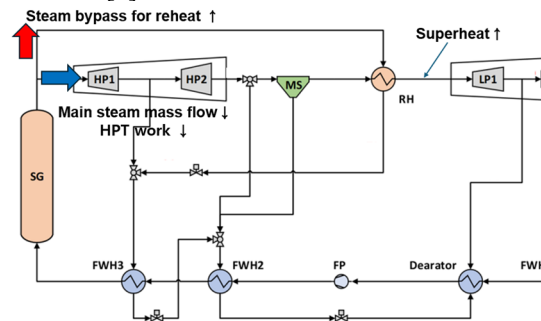 Steam bypass for reheat ↑
Superheat ↑
HP1
HP2
MS
LP1
RH
Main steam mass flow ↓
HPT work ↓
SG
FWH3
FWH2
FP
Dearator
FWH